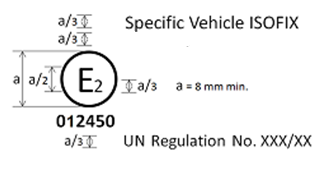 a/3 Specific Vehicle ISOFIX
a/3
a a/2 E2 a/3 a = 8 mm min.
012450
a/3 UN Regulation No. XXX/XX